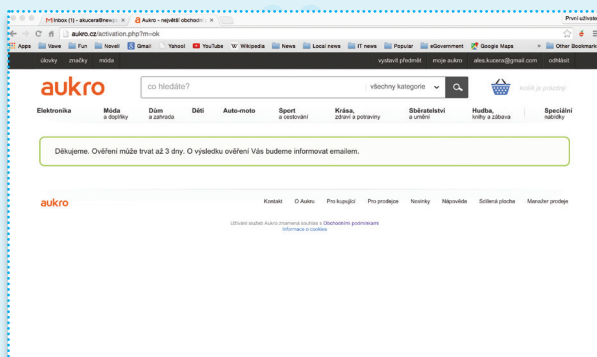 Inbox (1) - akucera@newps × Aukro - největší obchodní p × První uživatel
aukro.cz/activation.php?m=ok
Apps Vawe Fun Novell Gmail Yahoo! YouTube Wikipedia News Local news IT news Popular eGovernment Google Maps » Other Bookmarks
úlovky značky móda vystavit předmět moje aukro ales.kucera@gmail.com odhlásit
aukro co hledáte? všechny kategorie košík je prázdný
Elektronika Móda Dům Děti Auto-moto Sport Krása, Sběratelství Hudba, Speciální
a doplňky a zahrada a cestování zdraví a potraviny a umění knihy a zábava nabídky
Děkujeme. Ověření může trvat až 3 dny. O výsledku ověření Vás budeme informovat emailem.
aukro Kontakt O Aukru Pro kupující Pro prodejce Novinky Nápověda Sdílená plocha Manažer prodeje
Užívání služeb Aukro znamená souhlas s Obchodními podmínkami
Informace o cookies